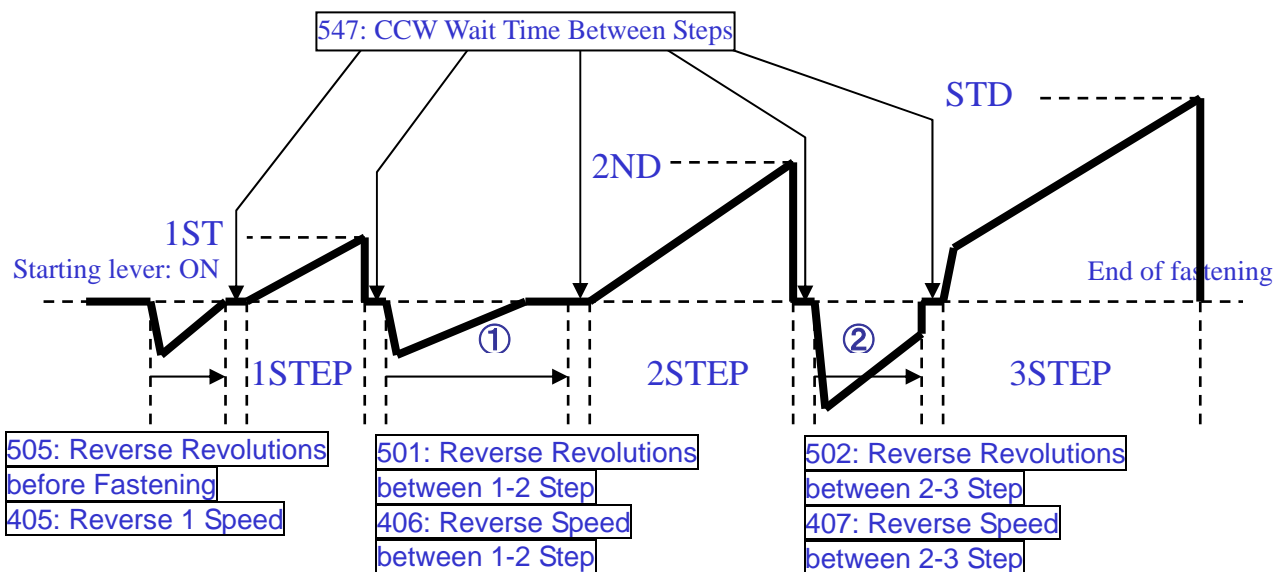 547: CCW Wait Time Between Steps
STD
2ND
1ST
Starting lever: ON
End of fastening
①
②
1STEP
2STEP
3STEP
505: Reverse Revolutions
before Fastening
405: Reverse 1 Speed
501: Reverse Revolutions
between 1-2 Step
406: Reverse Speed
between 1-2 Step
502: Reverse Revolutions
between 2-3 Step
407: Reverse Speed
between 2-3 Step